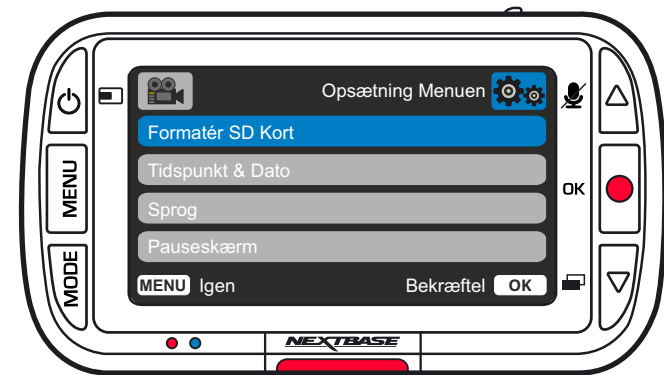 Opsætning Menuen
Formatér SD Kort
Tidspunkt & Dato
MENU
Sprog
OK
Pauseskærm
MODE
MENU Igen Bekræftel OK
NEXTBASE